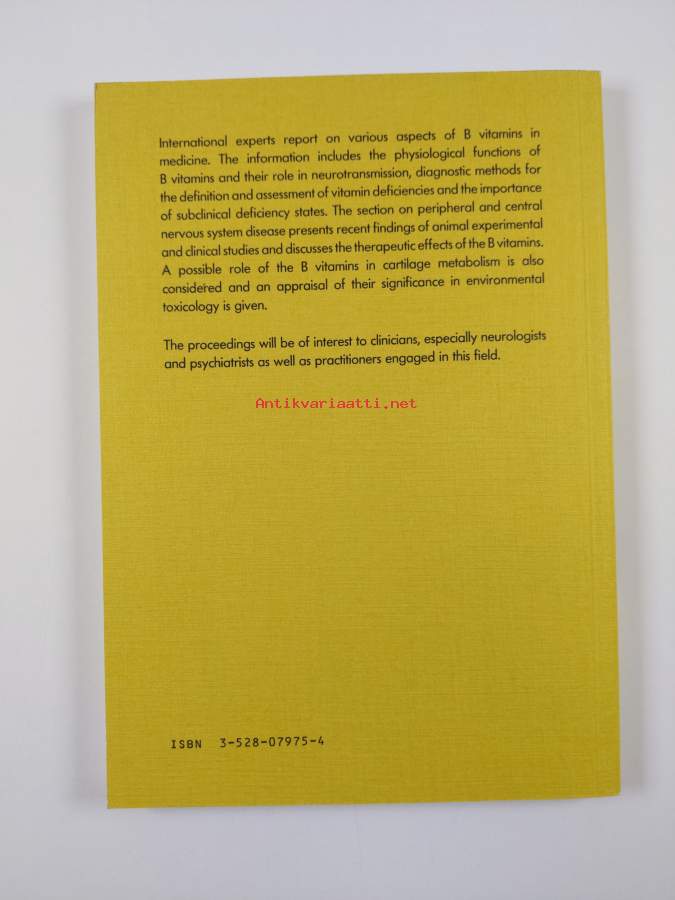 International experts report on various aspects of B vitamins in
medicine. The information includes the physiological functions of
B vitamins and their role in neurotransmission, diagnostic methods for
the definition and assessment of vitamin deficiencies and the importance
of subclinical deficiency states. The section on peripheral and central
nervous system disease presents recent findings of animal experimental
and clinical studies and discusses the therapeutic effects of the B vitamins.
A possible role of the B vitamins in cartilage metabolism is also
considered and an appraisal of their significance in environmental
toxicology is given.
The proceedings will be of interest to clinicians, especially neurologists
and psychiatrists as well as practitioners engaged in this field.
Antikvariaatti.net
ISBN 3-528-07975-4